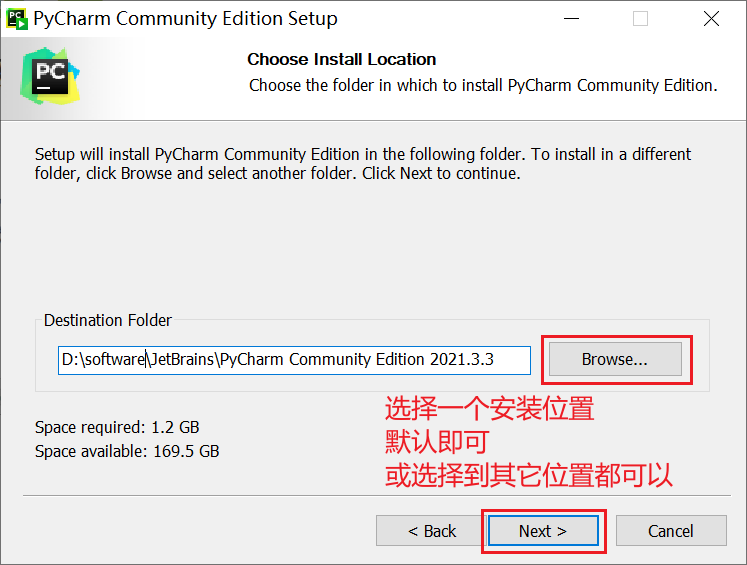 PyCharm Community Edition Setup
PC
Choose Install Location
Choose the folder in which to install PyCharm Community Edition.
Setup will install PyCharm Community Edition in the following folder. To install in a different
folder, click Browse and select another folder. Click Next to continue.
Destination Folder
D:\software\JetBrains\PyCharm Community Edition 2021.3.3
Browse...
选择一个安装位置
默认即可
或选择到其它位置都可以
Space required: 1.2 GB
Space available: 169.5 GB
< Back
Next >
Cancel